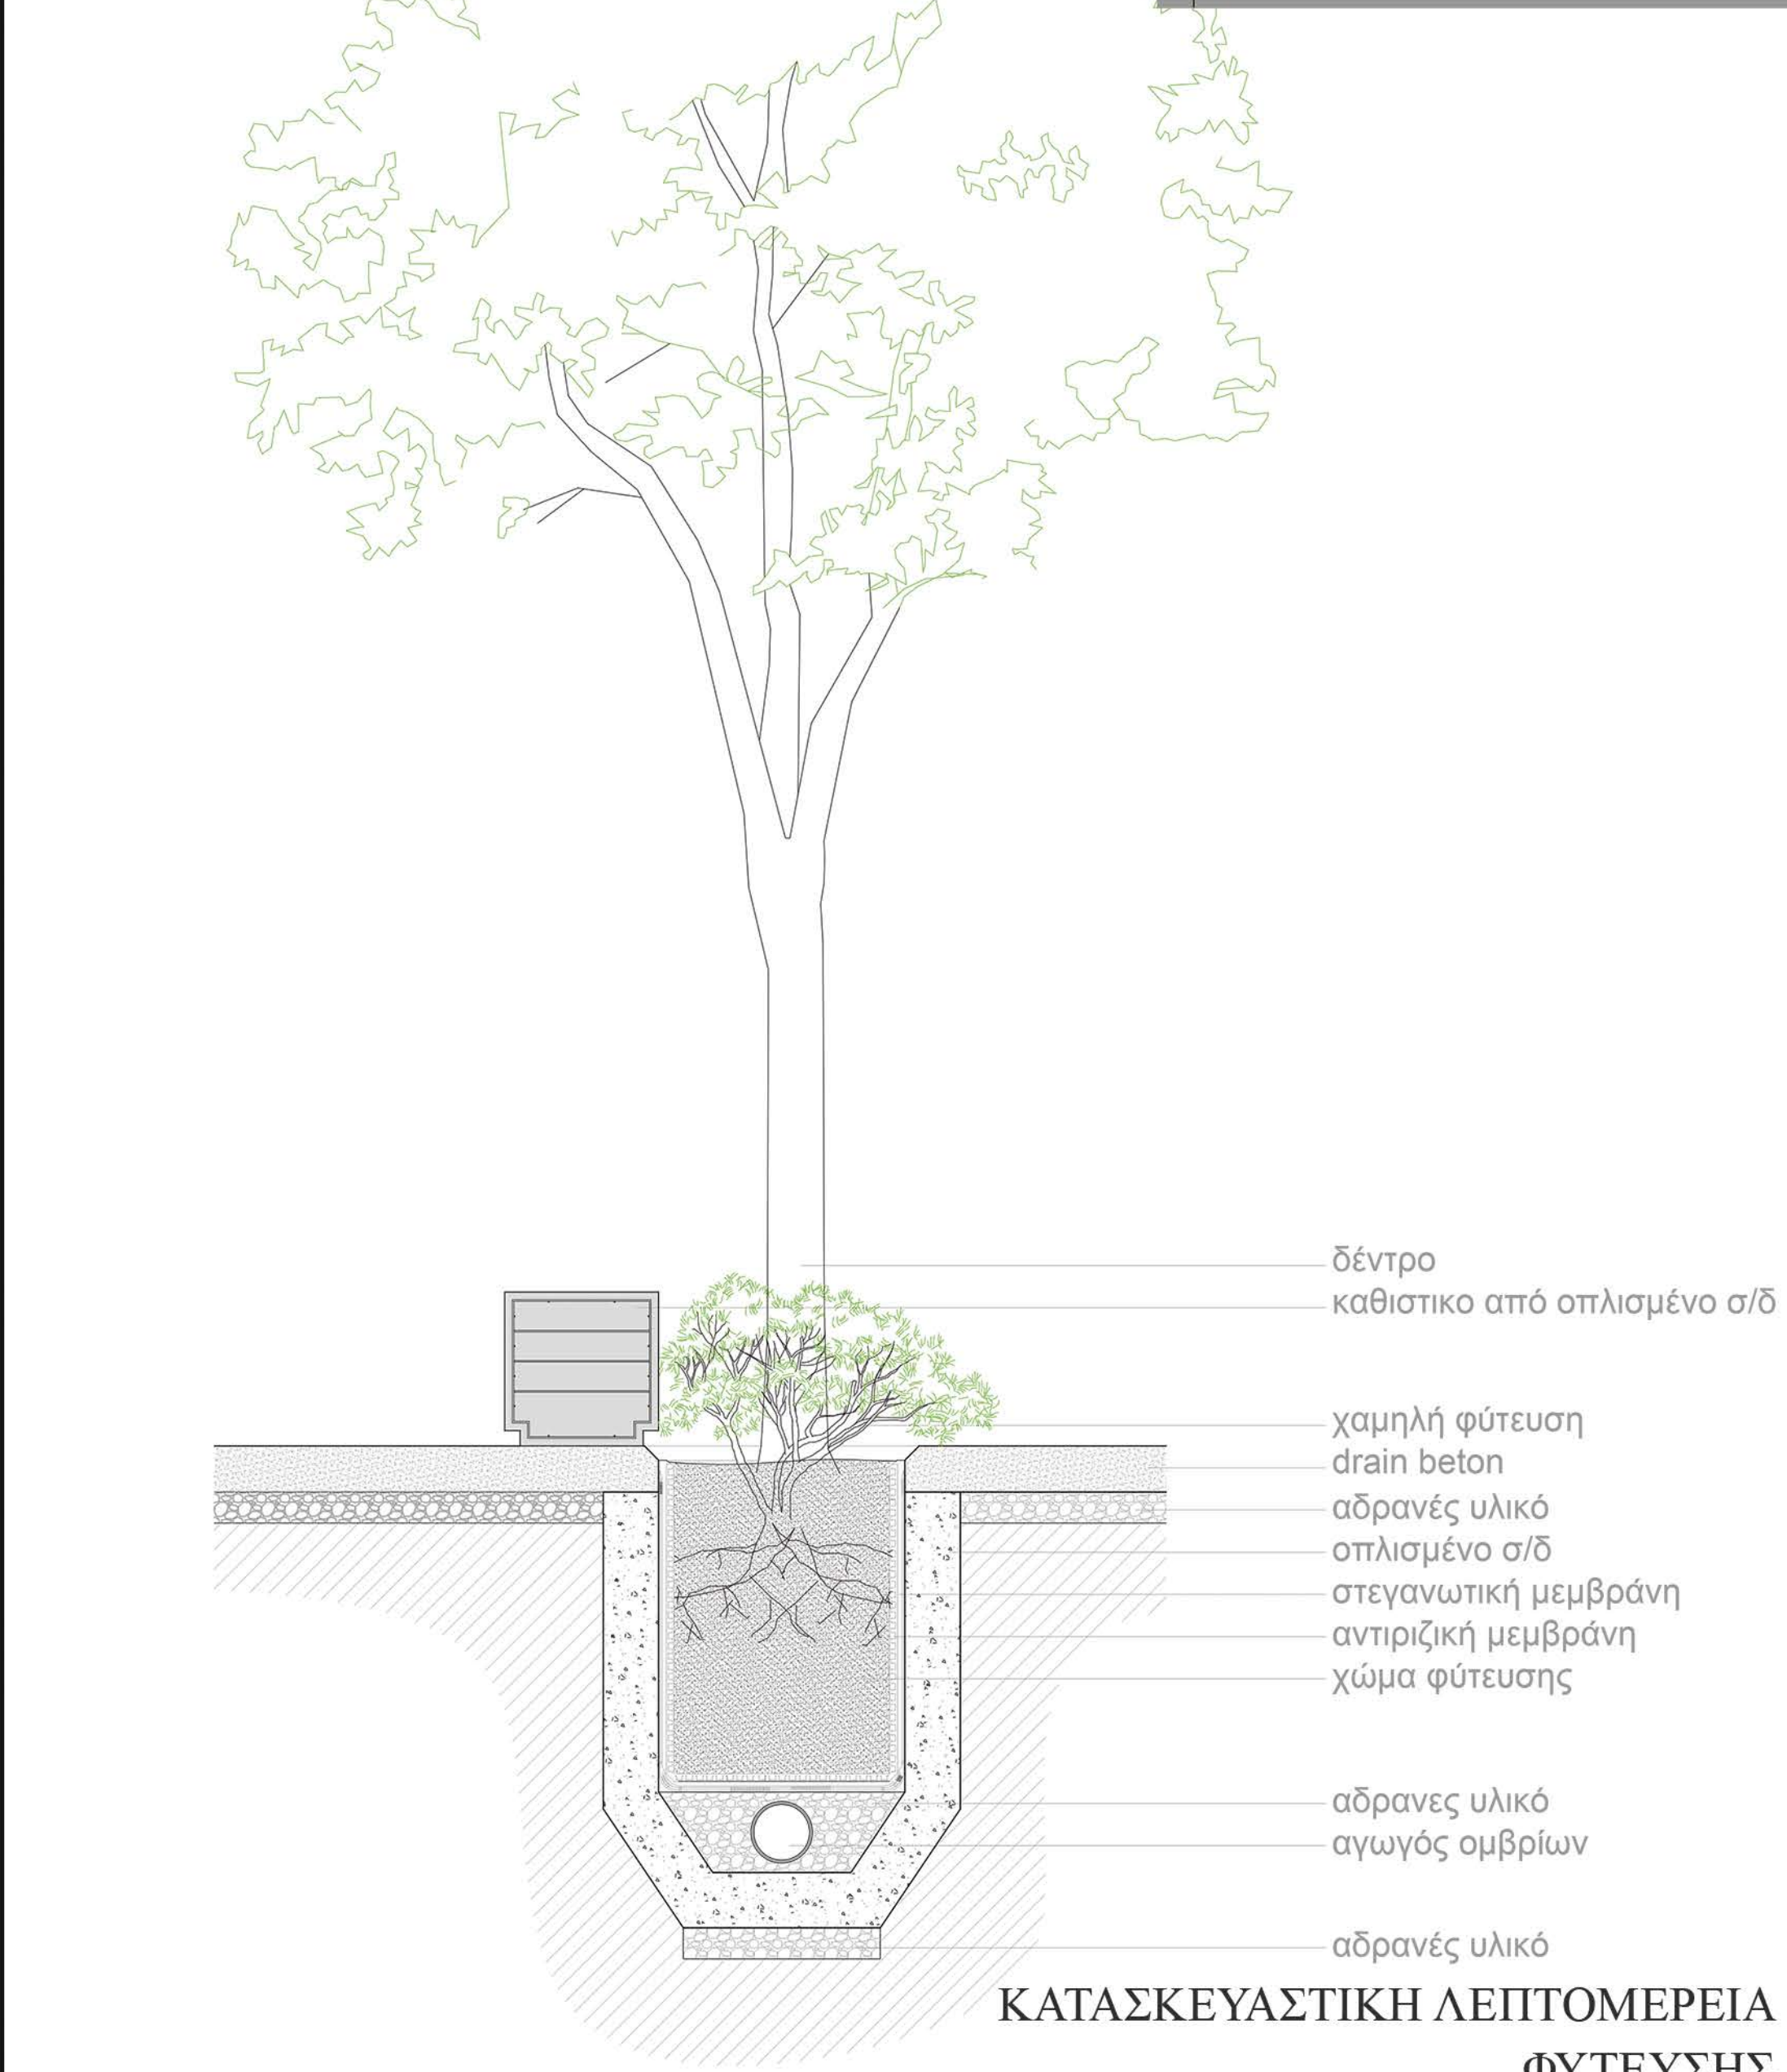 δέντρο
καθιστικο από οπλισμένο σ/δ
χαμηλή φύτευση
drain beton
αδρανές υλικό
οπλισμένο σ/δ
στεγανωτική μεμβράνη
αντιριζική μεμβράνη
χώμα φύτευσης
αδρανες υλικό
αγωγός ομβρίων
αδρανές υλικό
ΚΑΤΑΣΚΕΥΑΣΤΙΚΗ ΛΕΠΤΟΜΕΡΕΙΑ
ΦΥΤΕΥΣΗΣ